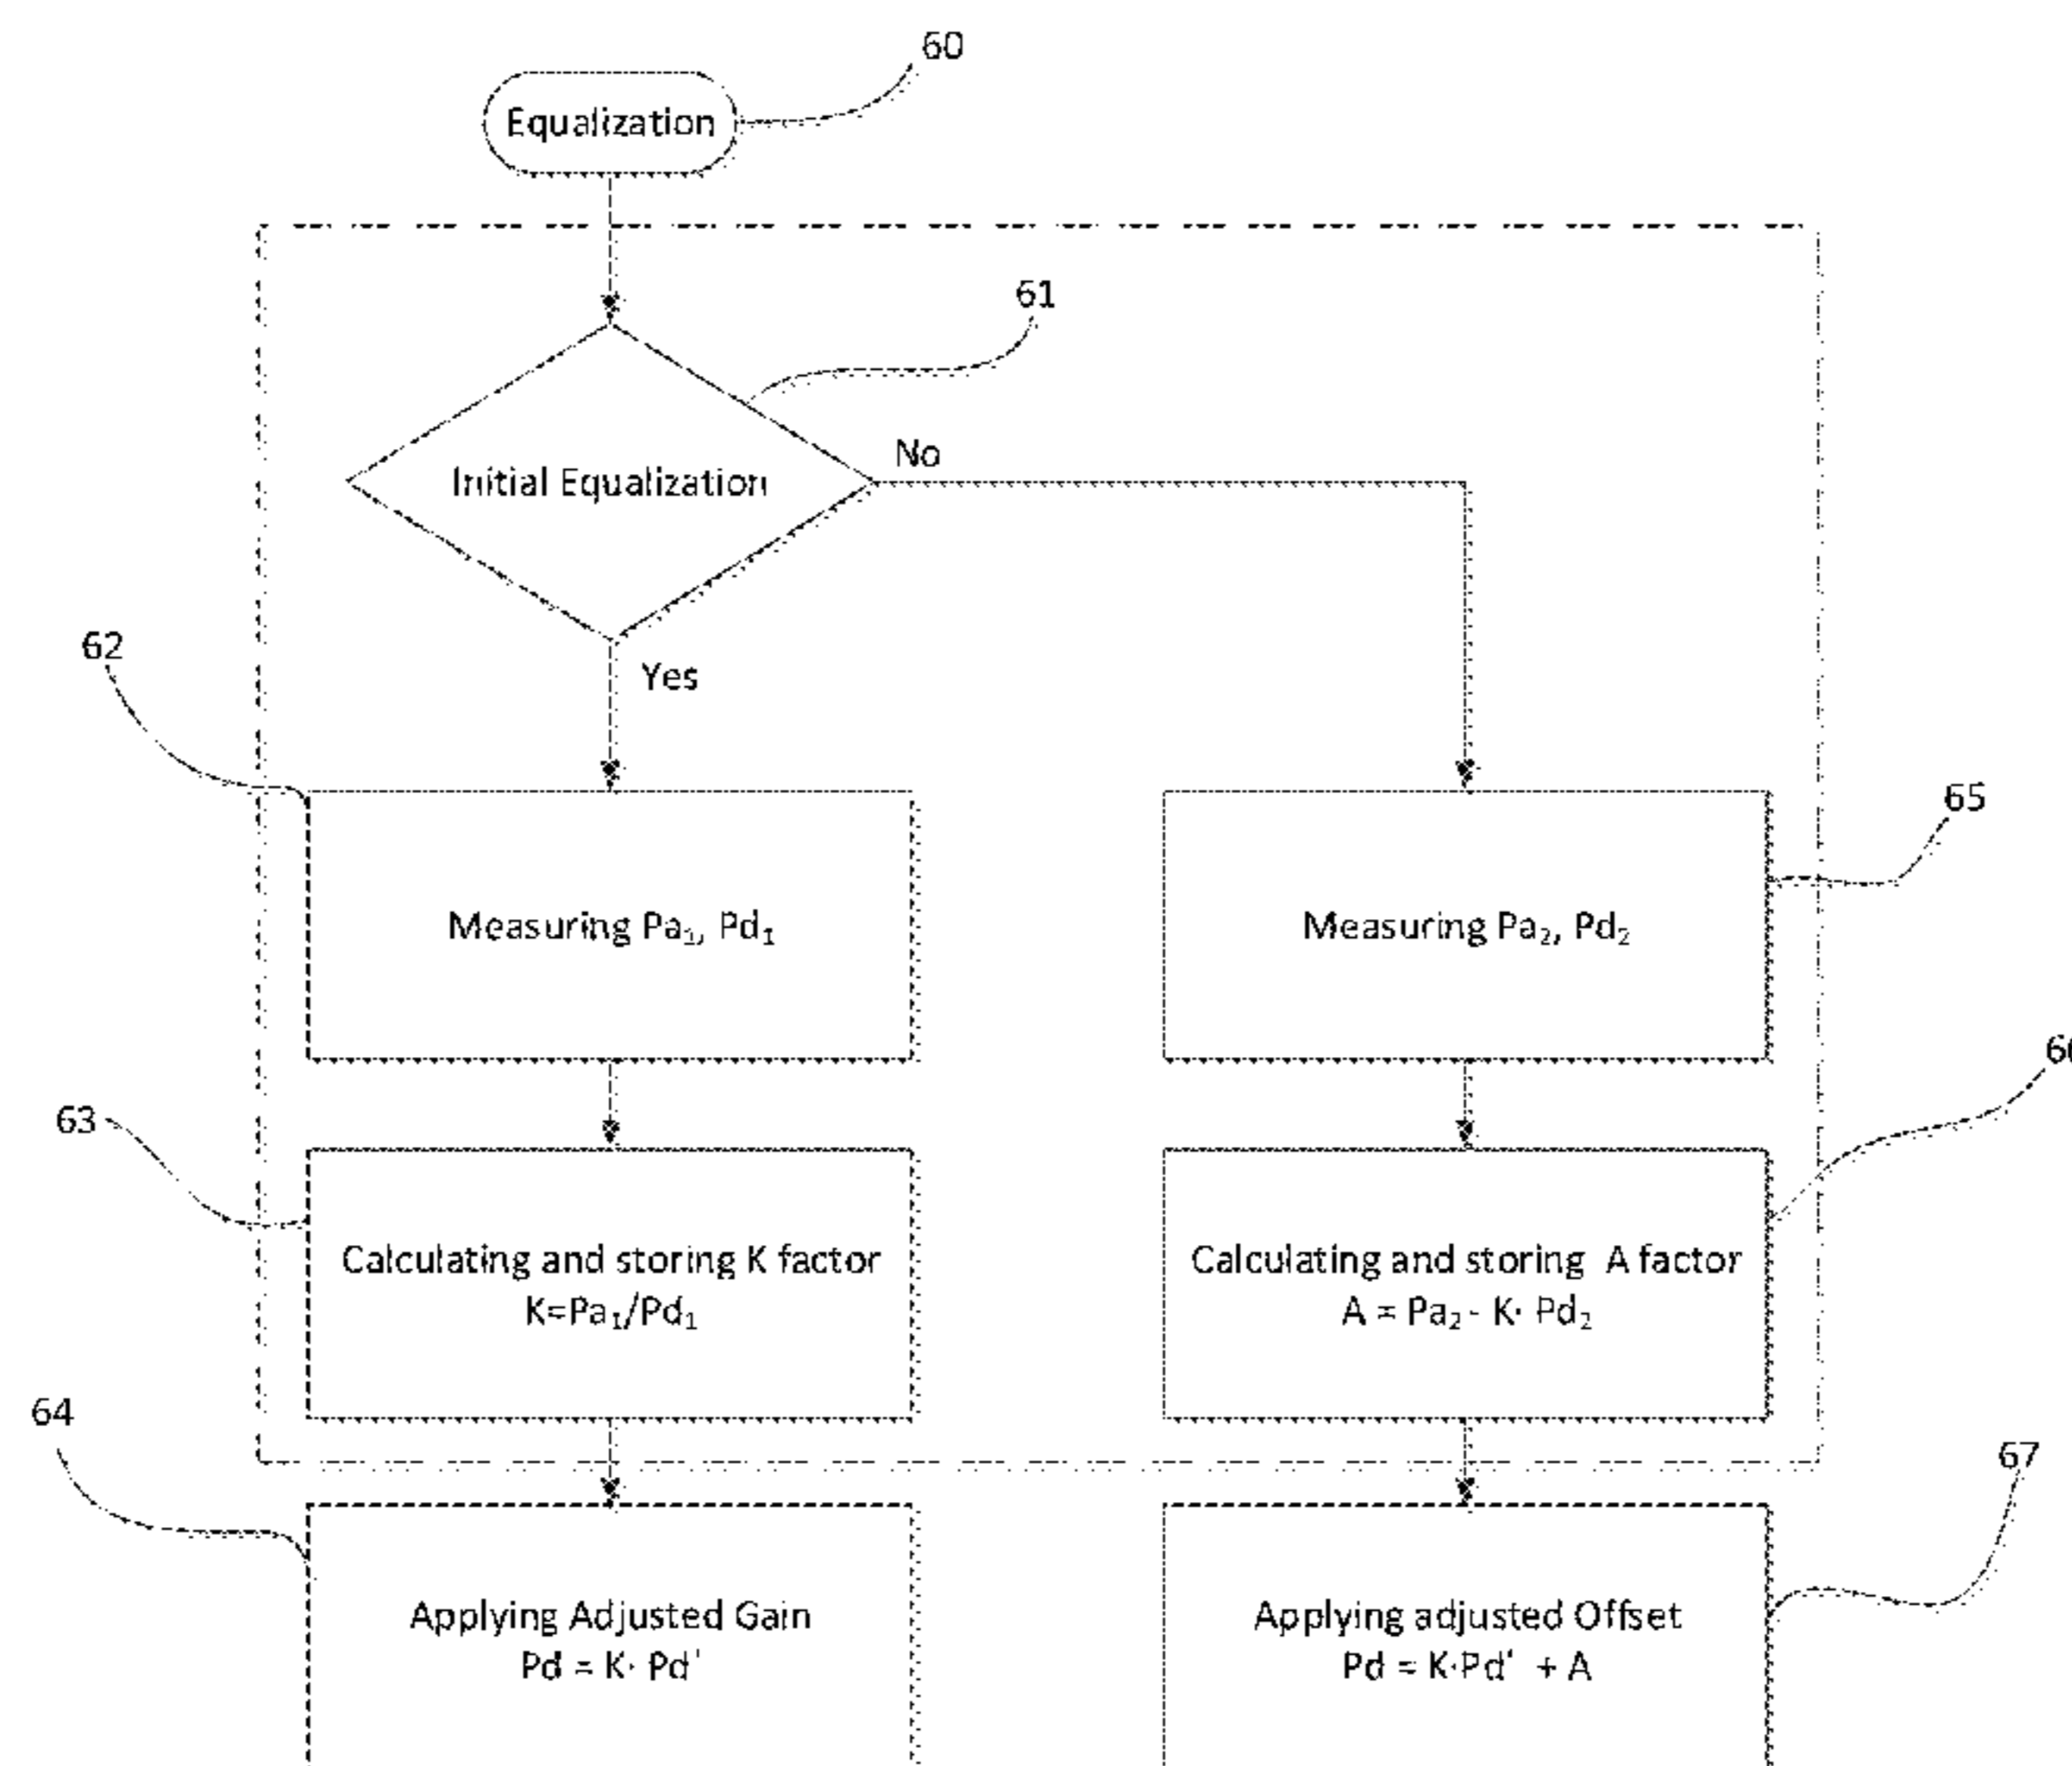 60
Equalization
61
Initial Equalization
No
Yes
62
65
Measuring Pa₁, Pd₁
Measuring Pa₂, Pd₂
63
Calculating and storing K factor
K=Pa₁/Pd₁
Calculating and storing A factor
A = Pa₂ - K· Pd₂
64
67
Applying Adjusted Gain
Pd = K· Pd'
Applying adjusted Offset
Pd = K·Pd' + A